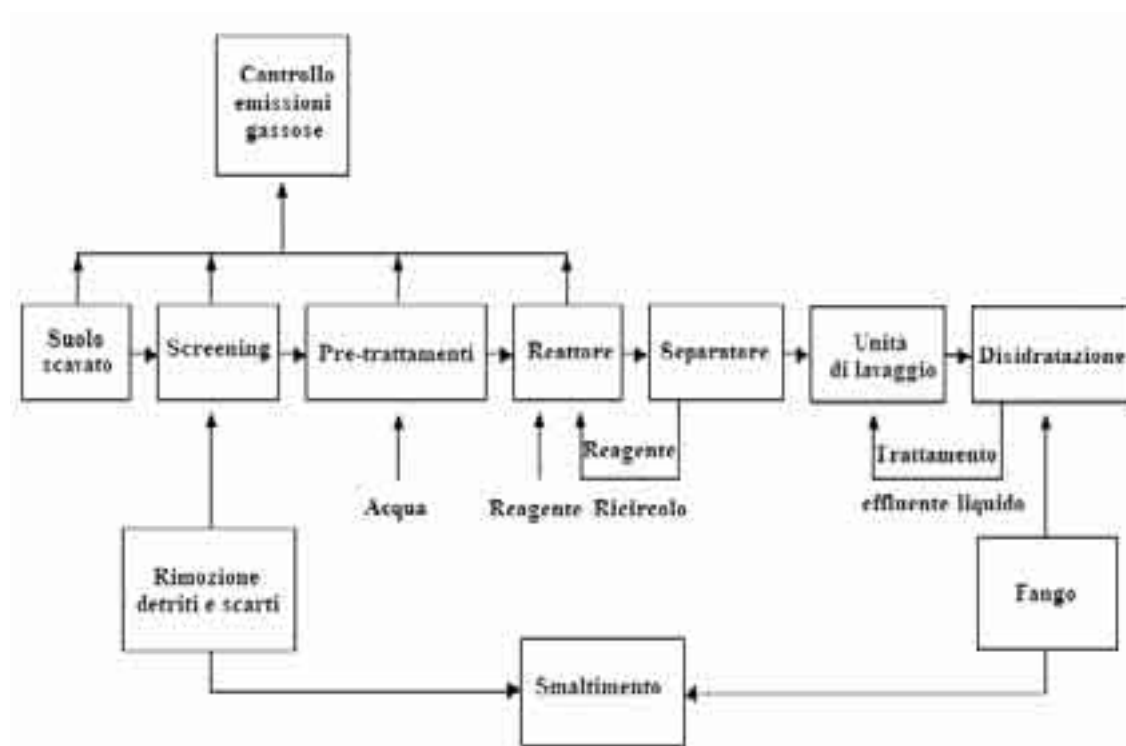 Controllo
emissioni
gassose
Suolo
scavato
Screening
Pre-trattamenti
Reattore
Separatore
Unità
di lavaggio
Disidratazione
Reagente
Trattamento
Acqua
Reagente Ricircolo
effluente liquido
Rimozione
detriti e scarti
Fango
Smaltimento